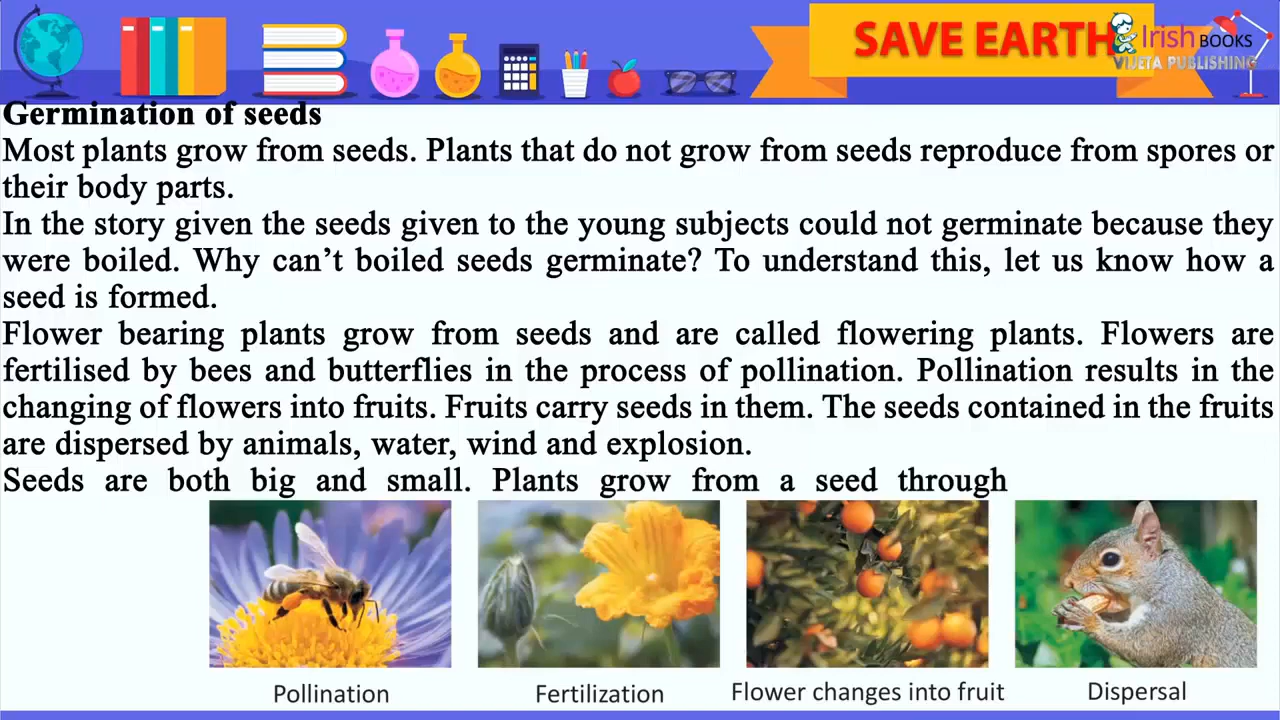 SAVE EARTH
Irish BOOKS
VIJETA PUBLISHING
Germination of seeds
Most plants grow from seeds. Plants that do not grow from seeds reproduce from spores or
their body parts.
In the story given the seeds given to the young subjects could not germinate because they
were boiled. Why can’t boiled seeds germinate? To understand this, let us know how a
seed is formed.
Flower bearing plants grow from seeds and are called flowering plants. Flowers are
fertilised by bees and butterflies in the process of pollination. Pollination results in the
changing of flowers into fruits. Fruits carry seeds in them. The seeds contained in the fruits
are dispersed by animals, water, wind and explosion.
Seeds are both big and small. Plants grow from a seed through
Pollination
Fertilization
Flower changes into fruit
Dispersal